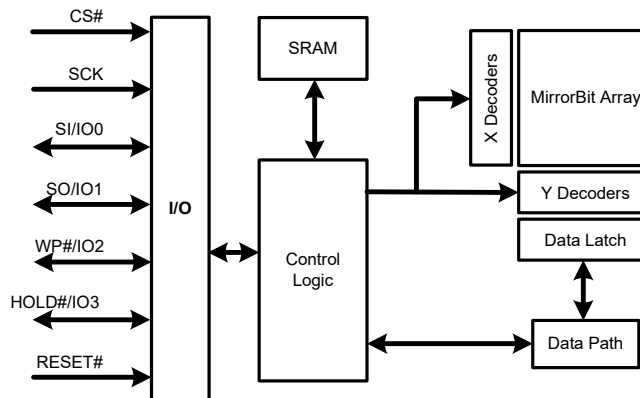 CS#
SCK
SI/IO0
SO/IO1
WP#/IO2
HOLD#/IO3
RESET#
I/O
SRAM
Control
Logic
X Decoders
MirrorBit Array
Y Decoders
Data Latch
Data Path